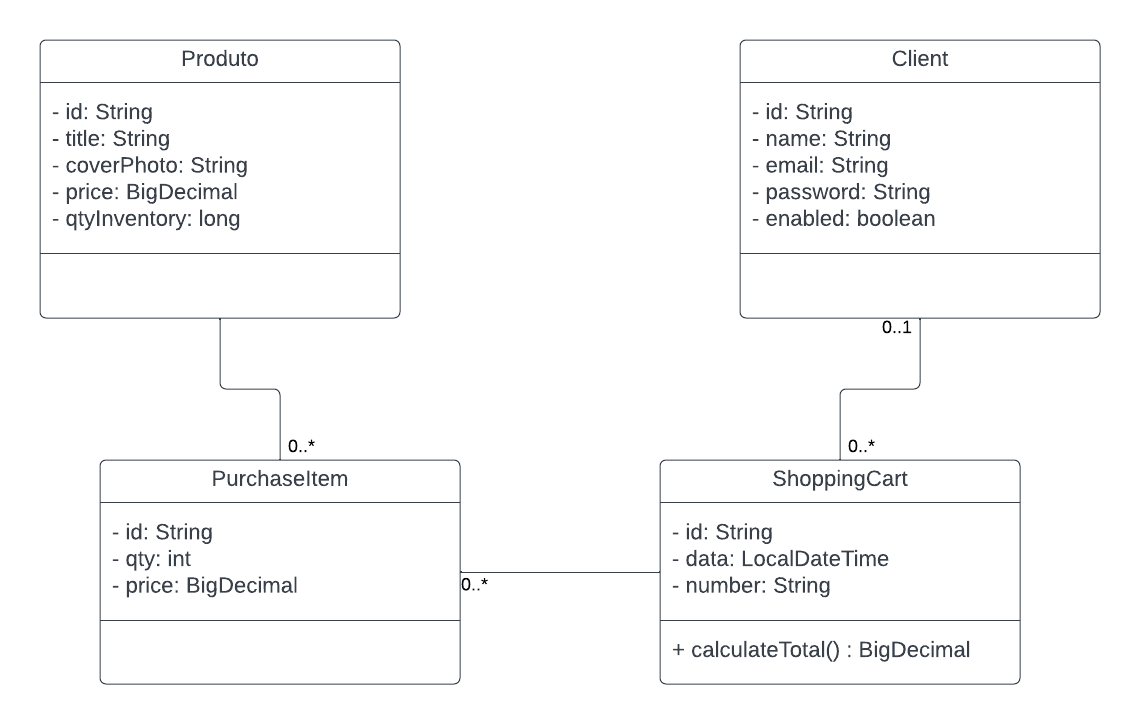 Produto
- id: String
- title: String
- coverPhoto: String
- price: BigDecimal
- qtyInventory: long
Client
- id: String
- name: String
- email: String
- password: String
- enabled: boolean
0..1
0..*
0..*
PurchaseItem
- id: String
- qty: int
- price: BigDecimal
0..*
ShoppingCart
- id: String
- data: LocalDateTime
- number: String
+ calculateTotal() : BigDecimal